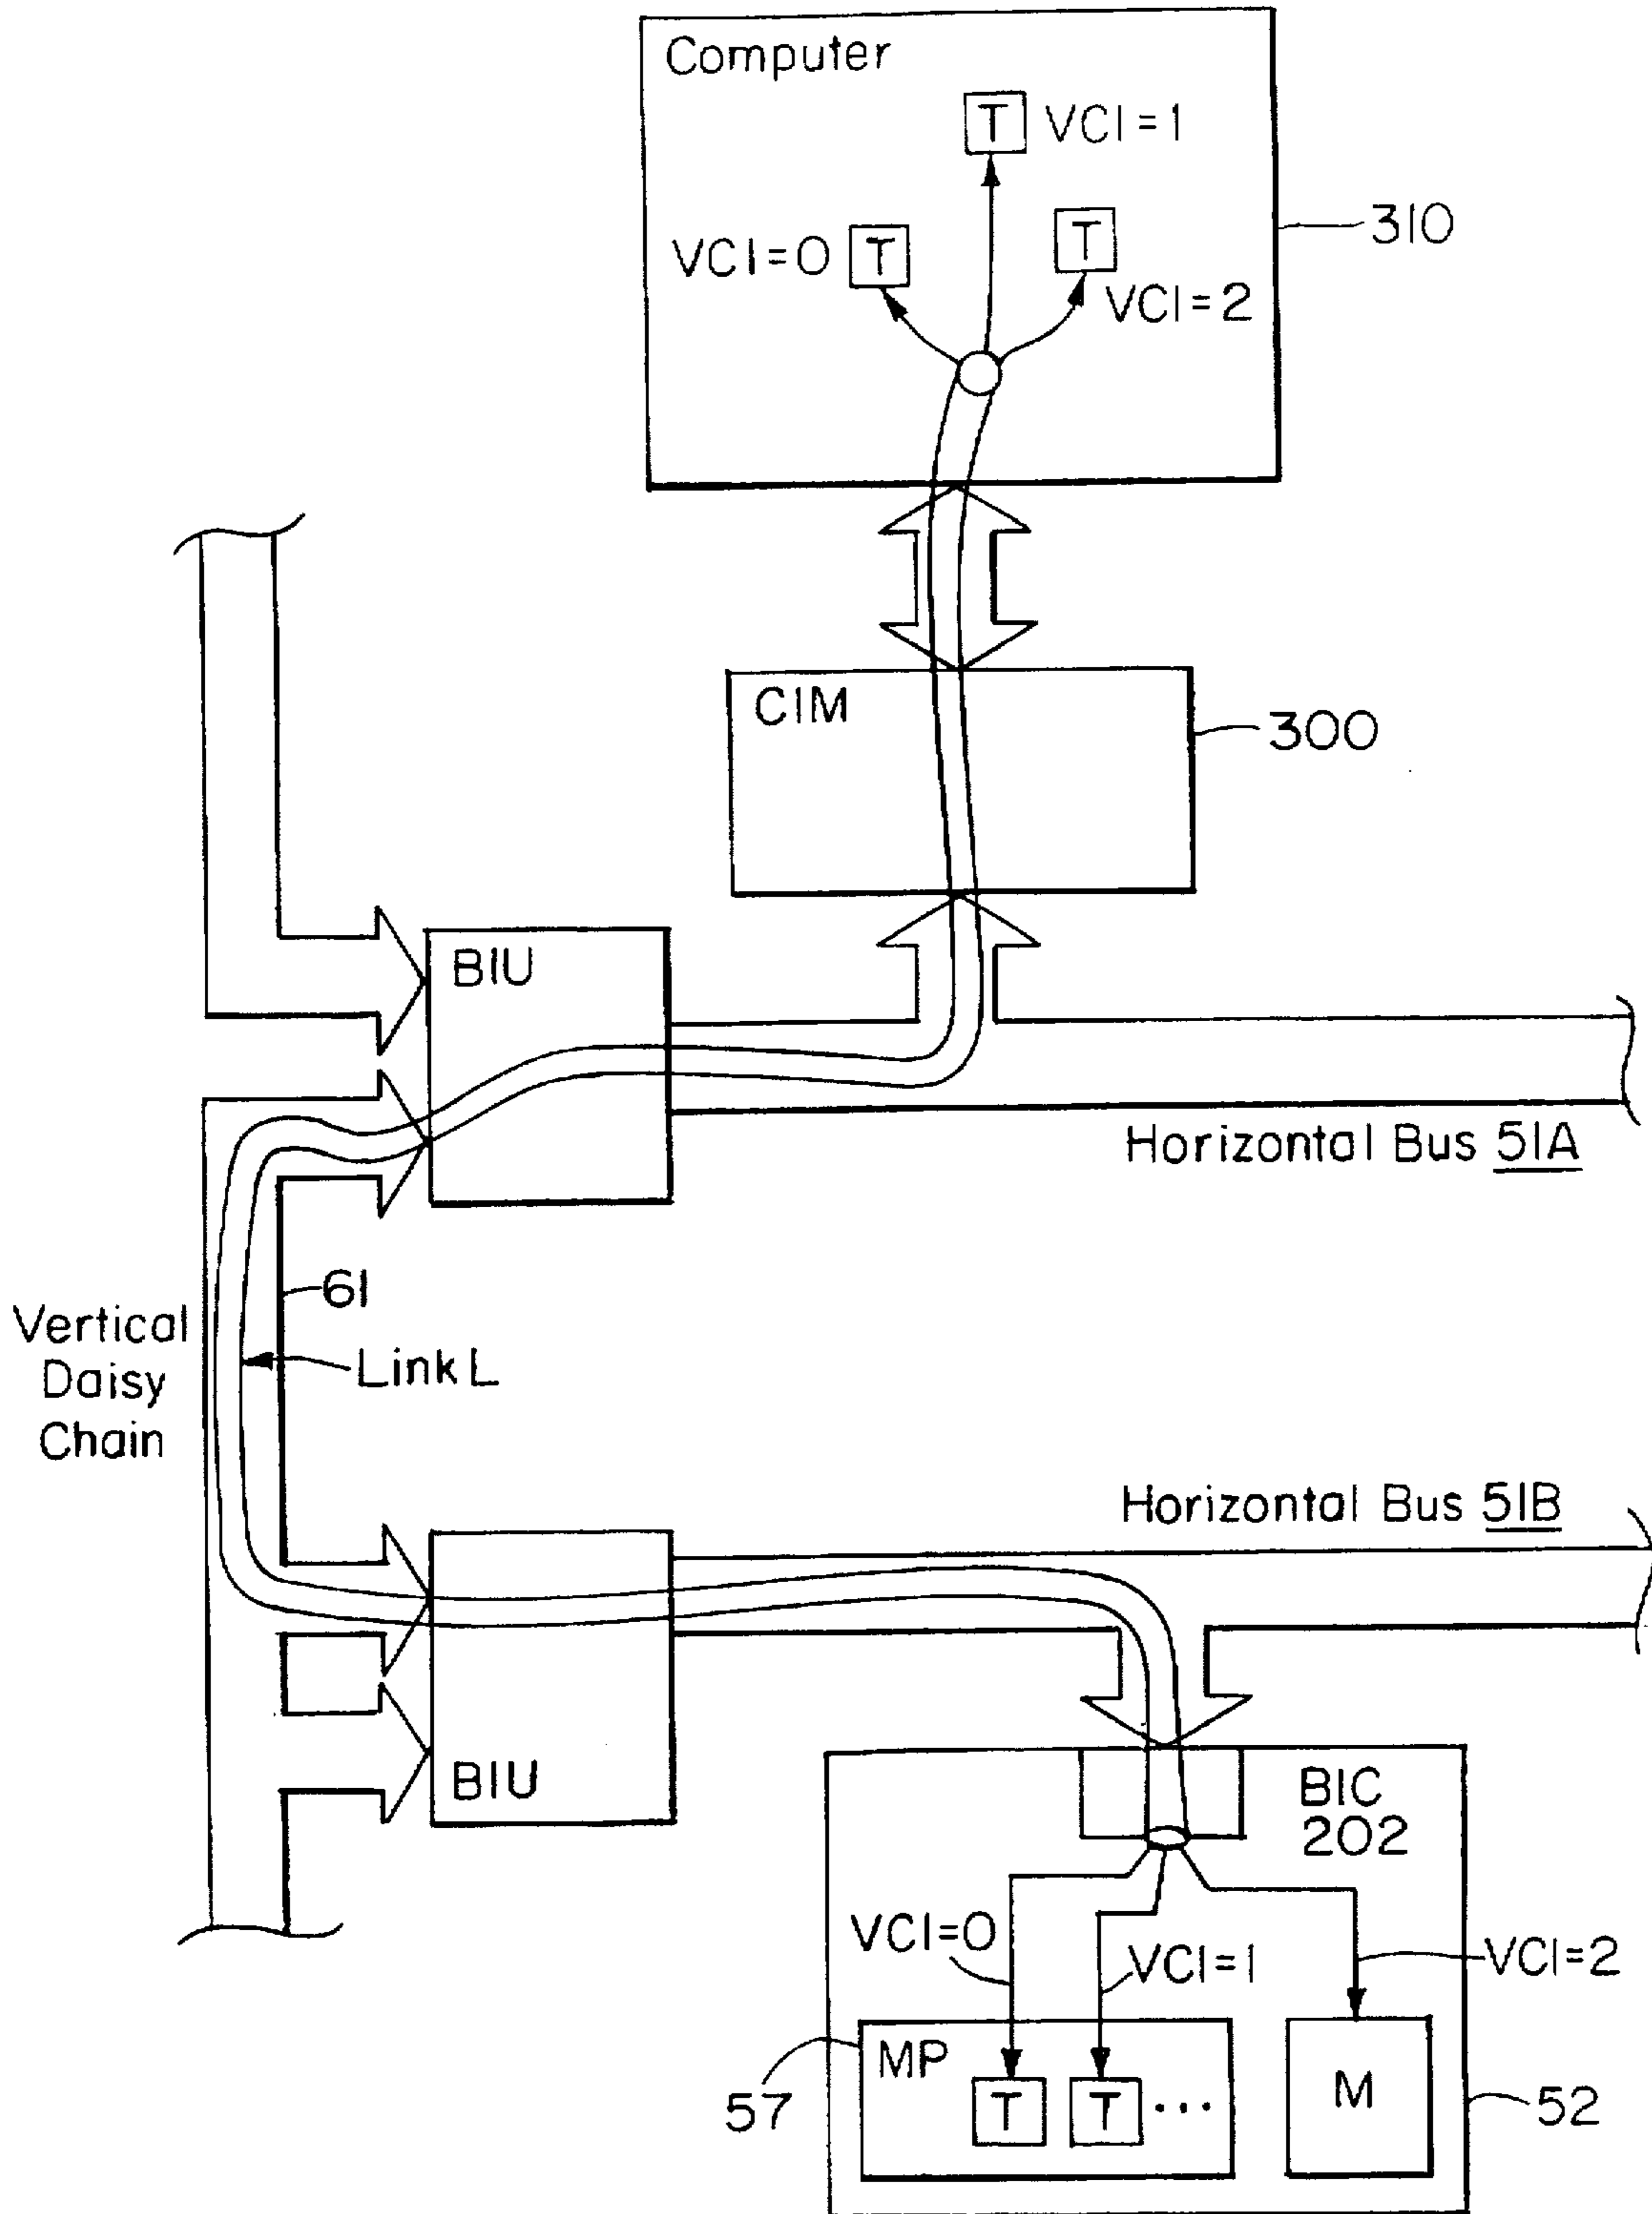 Computer
T VCI=1
VCI=0 T
T
VCI=2
310
CIM
300
BIU
Horizontal Bus 51A
61
Vertical
Daisy
Chain
Link L
Horizontal Bus 51B
BIU
BIC
202
VCI=0
VCI=1
VCI=2
MP
T
T ...
M
57
52